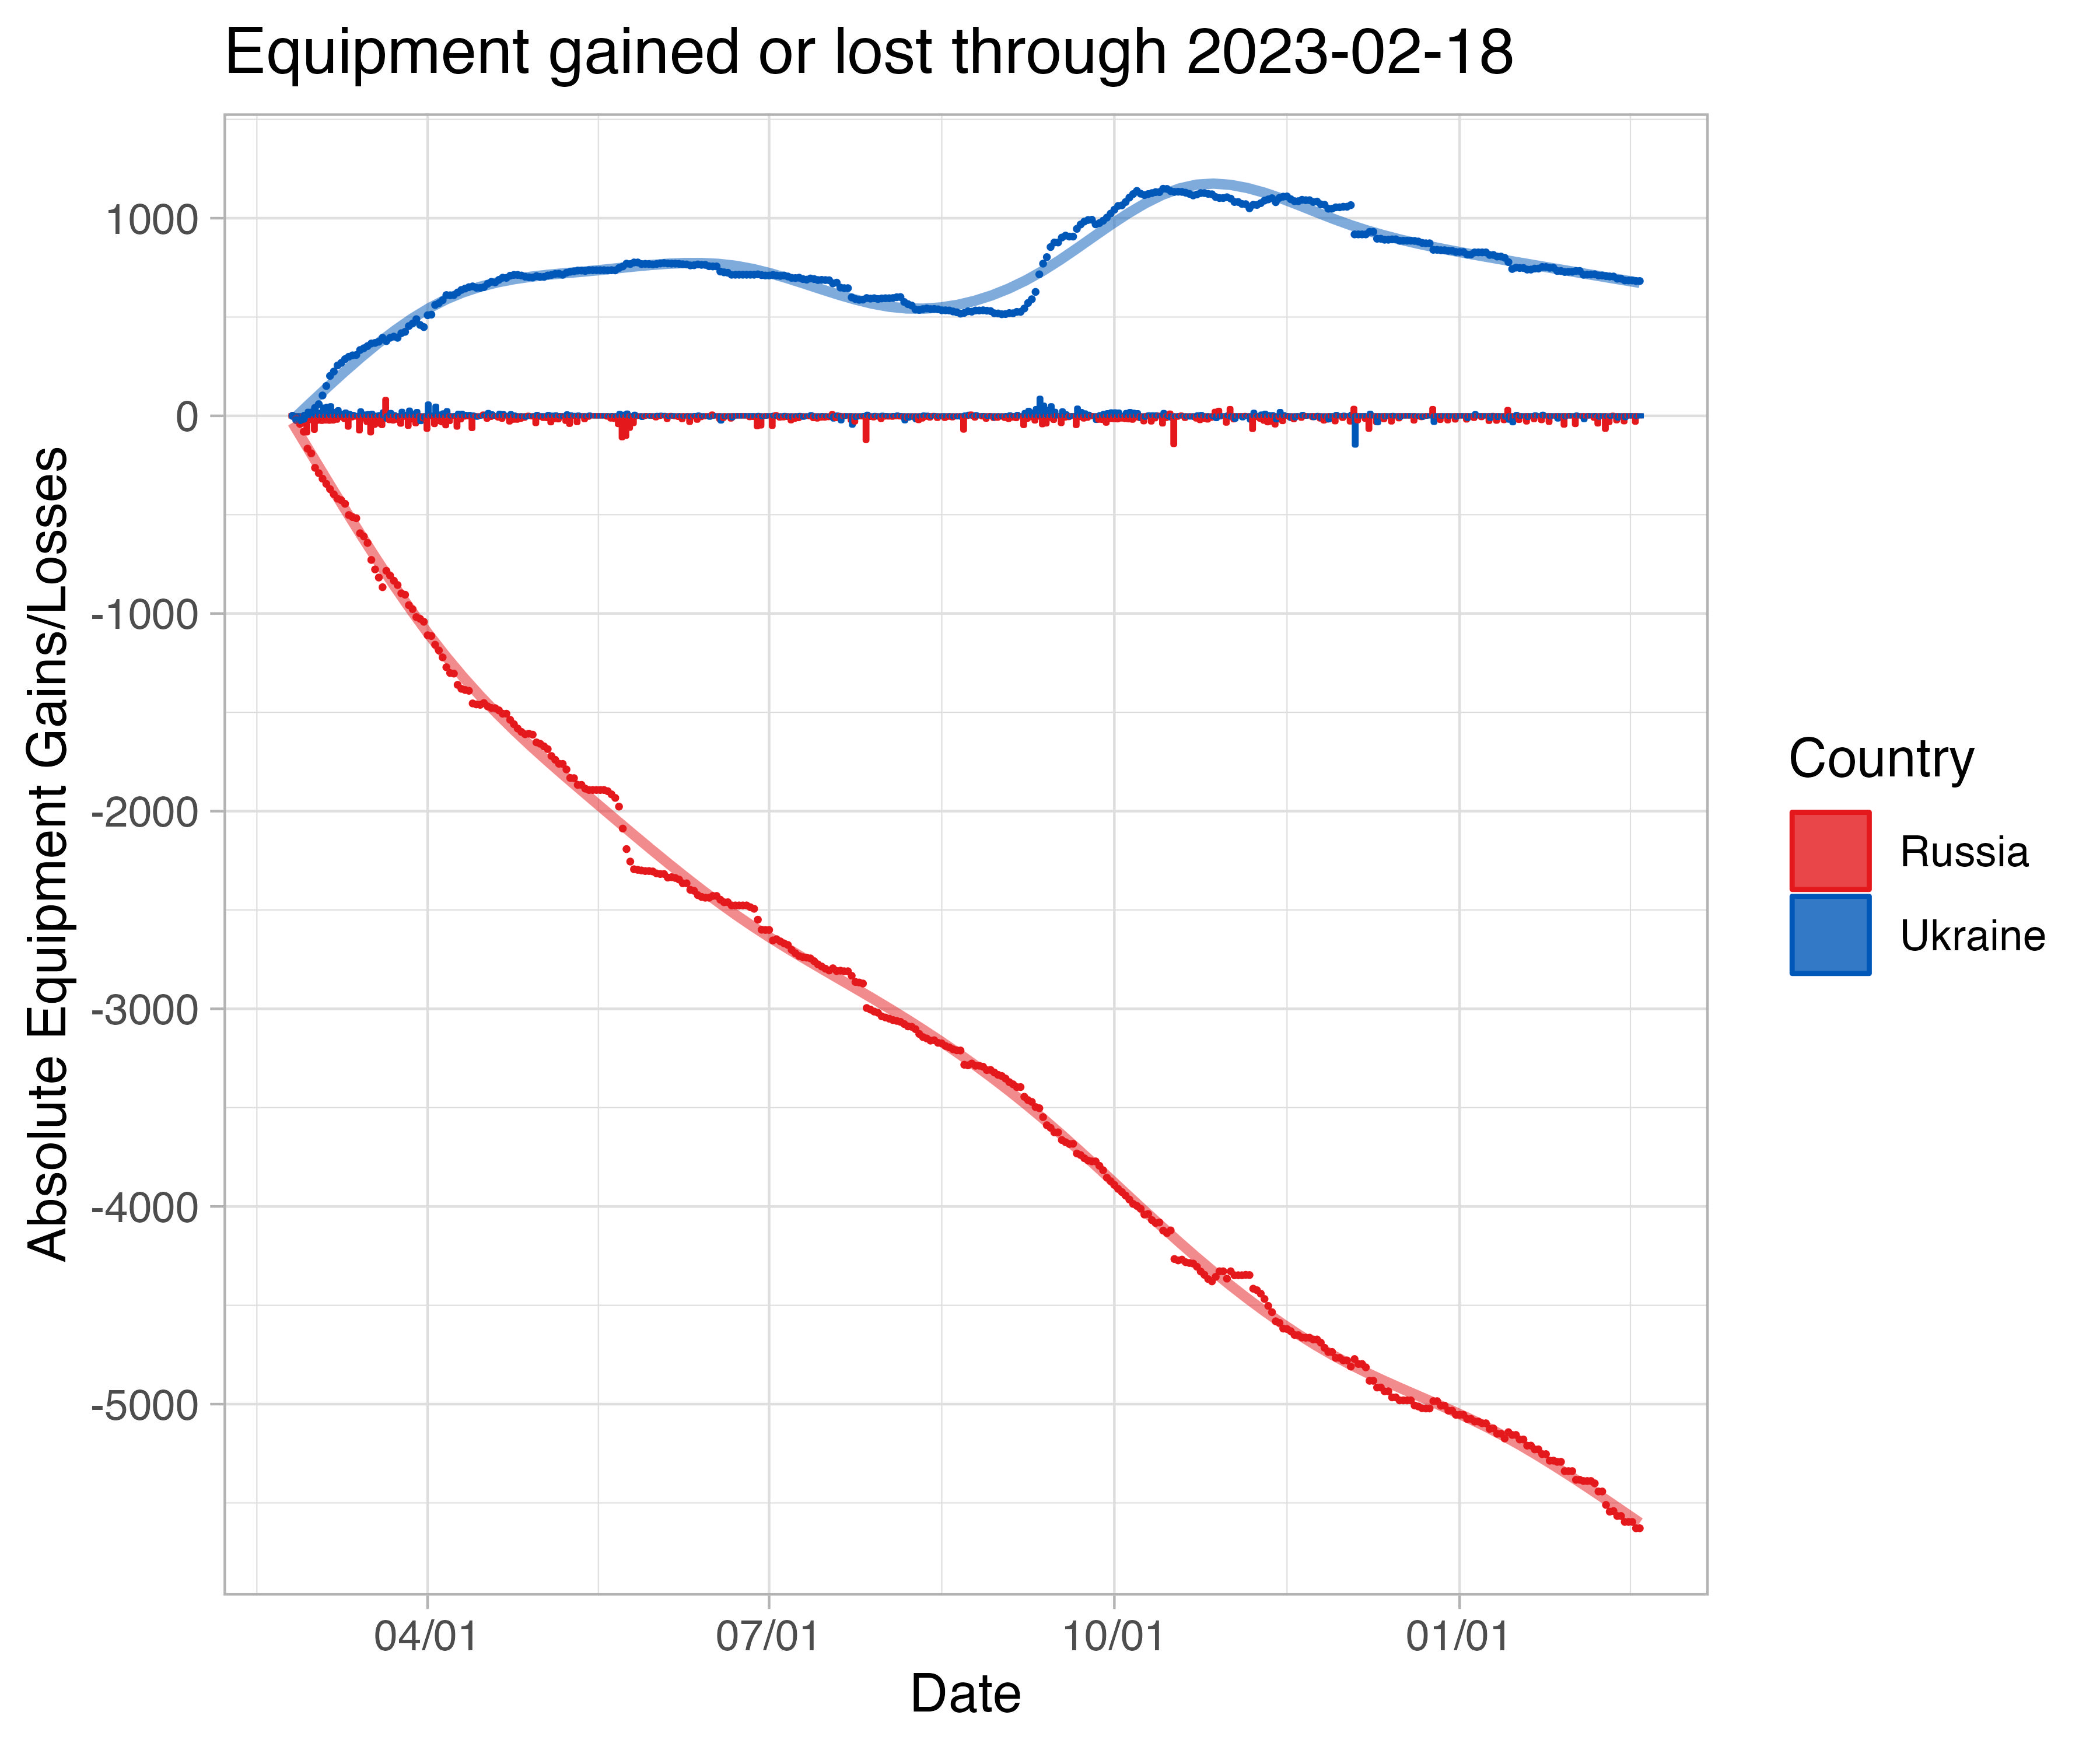 Equipment gained or lost through 2023-02-18
Absolute Equipment Gains/Losses
1000
0
-1000
-2000
-3000
-4000
-5000
04/01
07/01
10/01
01/01
Date
Country
Russia
Ukraine